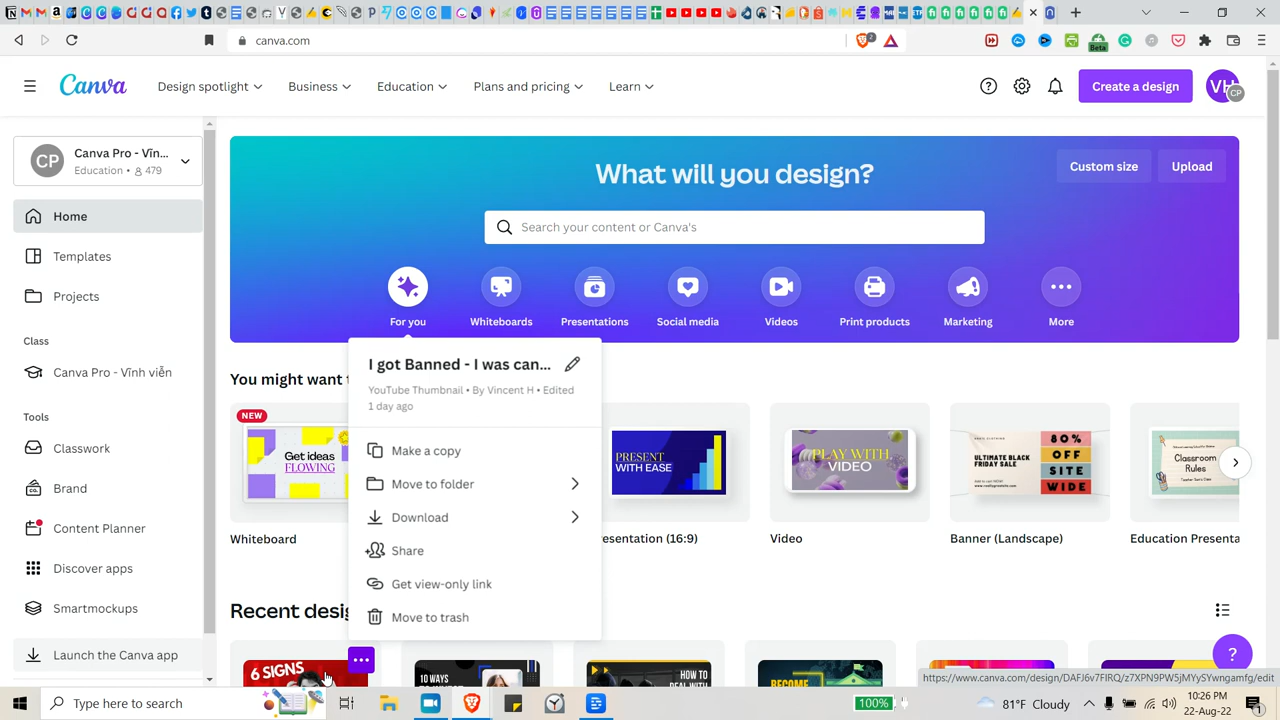 canva.com
2
Beta
Canva
Design spotlight
Business
Education
Plans and pricing
Learn
Create a design
VH
CP
CP
Canva Pro - Vĩn...
Education • 479
Home
Templates
Projects
Class
Canva Pro - Vĩnh viễn
Tools
Classwork
Brand
Content Planner
Discover apps
Smartmockups
Launch the Canva app
What will you design?
Custom size
Upload
Search your content or Canva's
For you
Whiteboards
Presentations
Social media
Videos
Print products
Marketing
More
You might want t
I got Banned - I was can...
YouTube Thumbnail • By Vincent H • Edited
1 day ago
Make a copy
Move to folder
Download
Share
Get view-only link
Move to trash
NEW
Get ideas
FLOWING
PRESENT
WITH EASE
PLAY WITH
VIDEO
ULTIMATE BLACK
FRIDAY SALE
80%
OFF
SITE
WIDE
Classroom
Rules
Whiteboard
esentation (16:9)
Video
Banner (Landscape)
Education Presenta
Recent desig
6 SIGNS
10 WAYS
HOW TO
DEAL WITH
BECOME
?
https://www.canva.com/design/DAFJ6v7FIRQ/z7XPN9PW5jMYySYwngamfg/edit
Type here to search
100%
81°F Cloudy
10:26 PM
22-Aug-22